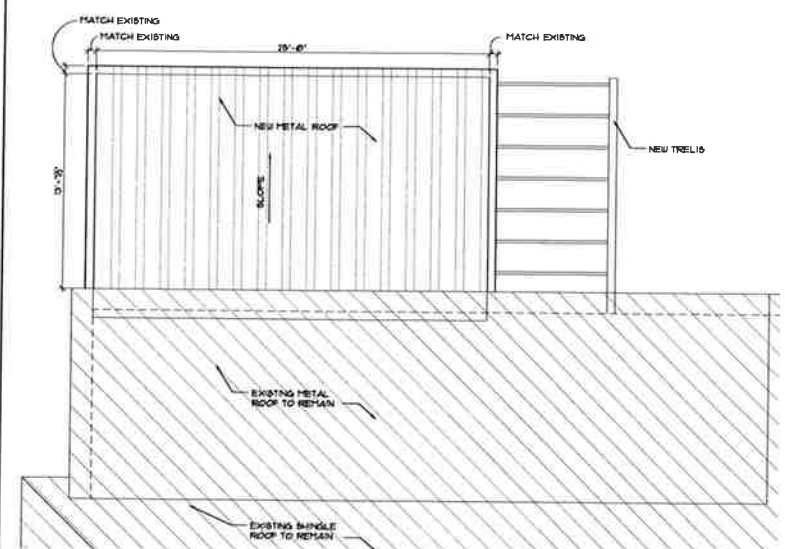 MATCH EXISTING
MATCH EXISTING
MATCH EXISTING
NEW METAL ROOF
NEW TRELIS
SLOPE
EXISTING METAL
ROOF TO REMAIN
EXISTING SHINGLE
ROOF TO REMAIN